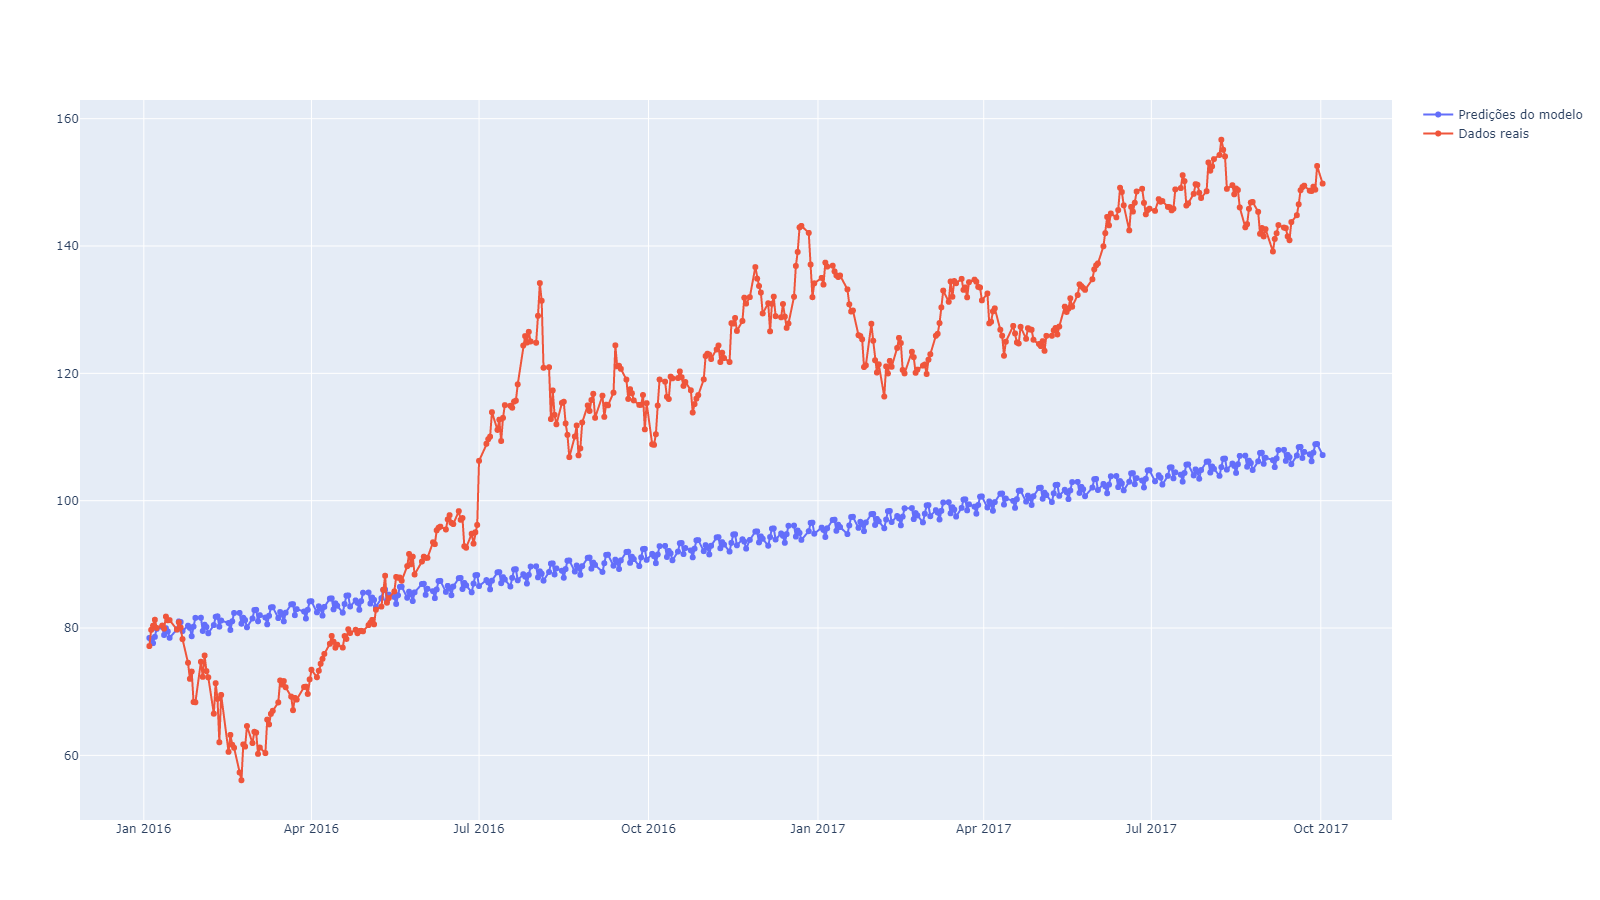 Predições do modelo
Dados reais
160
140
120
100
80
60
Jan 2016
Apr 2016
Jul 2016
Oct 2016
Jan 2017
Apr 2017
Jul 2017
Oct 2017